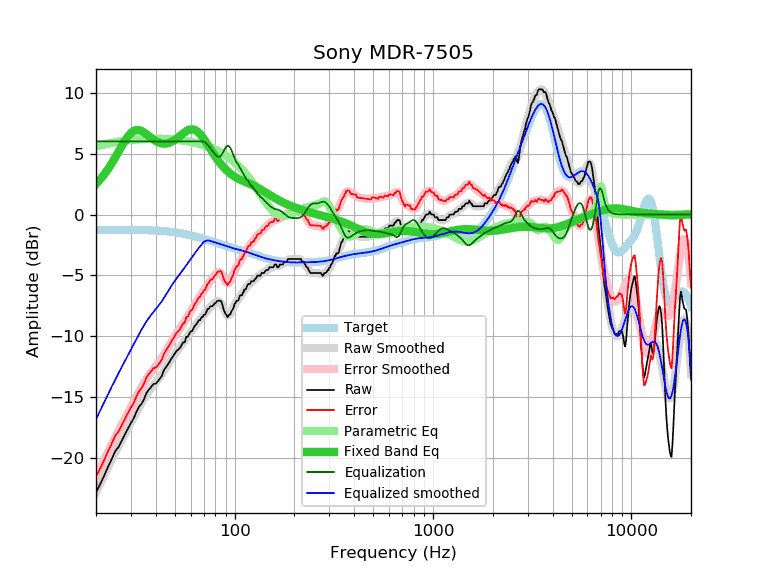 Sony MDR-7505
10
5
0
−5
−10
−15
−20
Amplitude (dBr)
Target
Raw Smoothed
Error Smoothed
Raw
Error
Parametric Eq
Fixed Band Eq
Equalization
Equalized smoothed
100
1000
10000
Frequency (Hz)